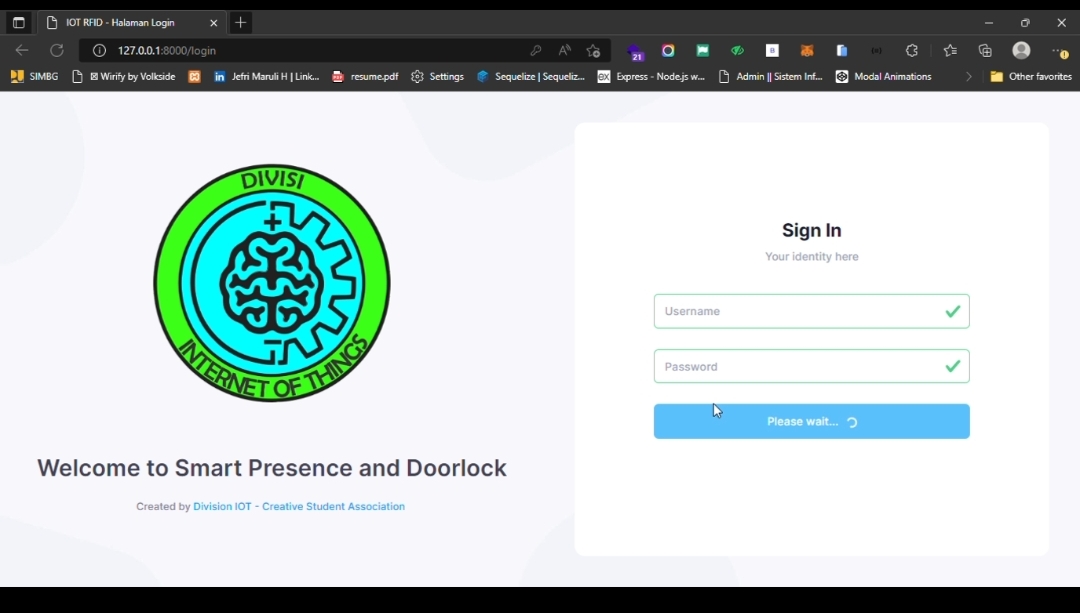 IOT RFID - Halaman Login
127.0.0.1:8000/login
21
B
SIMBG
Wirify by Volkside
Jefri Maruli H | Link...
resume.pdf
Settings
Sequelize | Sequeliz...
ex
Express - Node.js w...
Admin || Sistem Inf...
Modal Animations
Other favorites
DIVISI
INTERNET OF THINGS
Welcome to Smart Presence and Doorlock
Created by Division IOT - Creative Student Association
Sign In
Your identity here
Username
Password
Please wait...